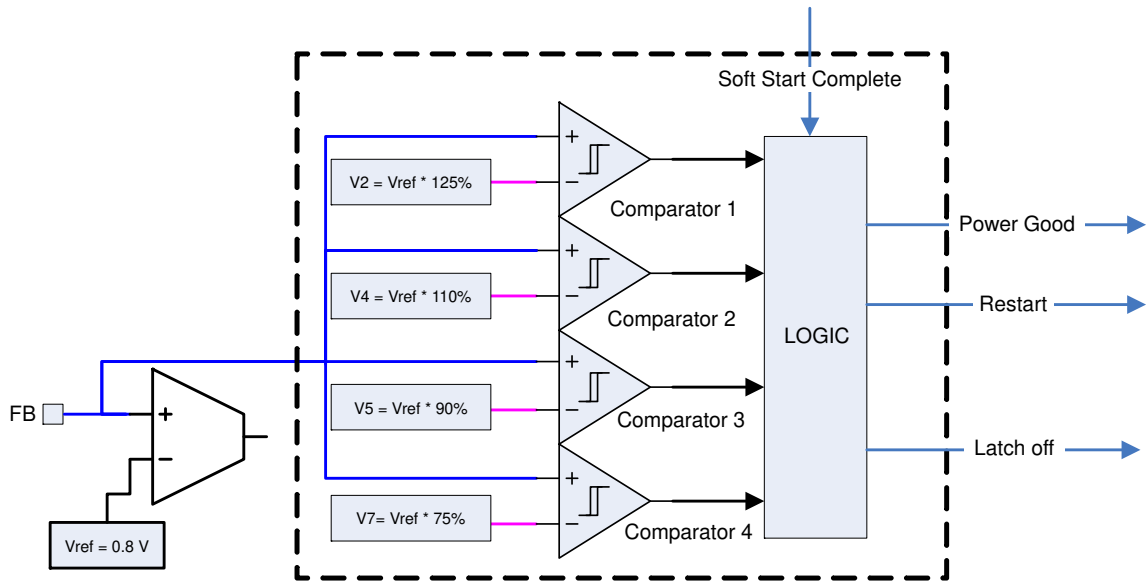 Soft Start Complete
+
V2 = Vref * 125%
−
Comparator 1
+
V4 = Vref * 110%
−
Comparator 2
+
V5 = Vref * 90%
−
Comparator 3
+
V7= Vref * 75%
−
Comparator 4
LOGIC
Power Good
Restart
Latch off
FB
+
−
Vref = 0.8 V